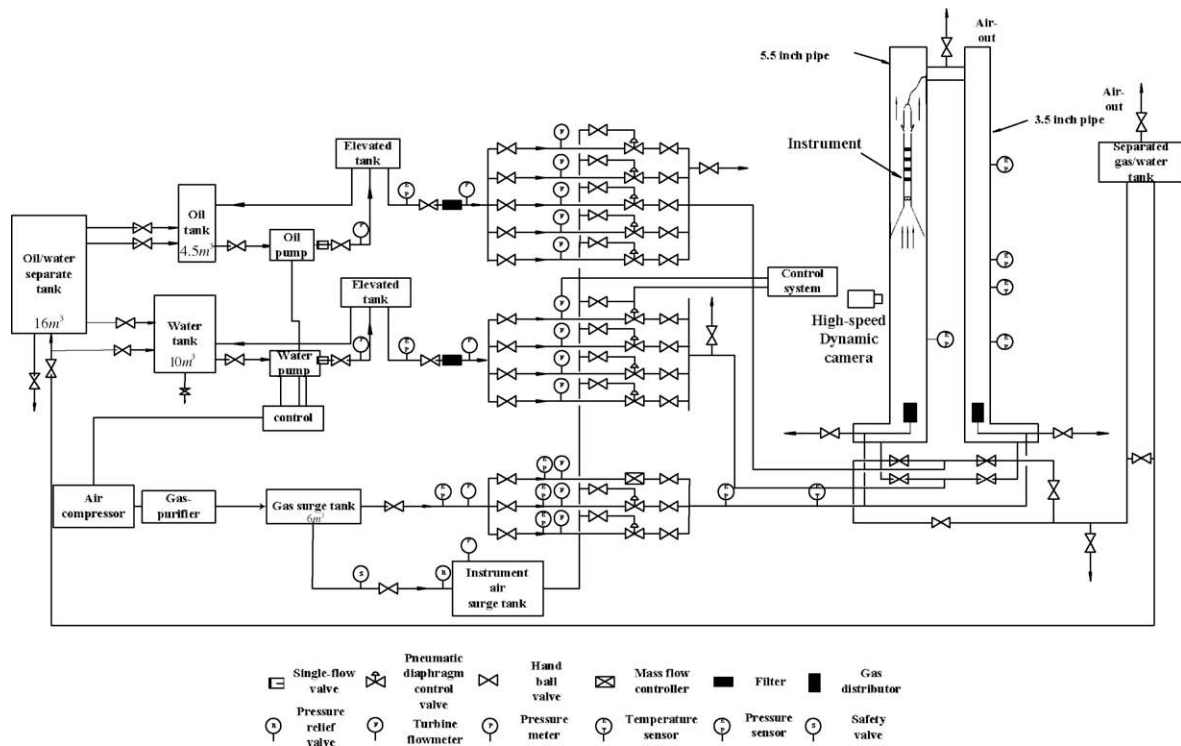 Air-
out
5.5 inch pipe
Air-
out
3.5 inch pipe
Instrument
Separated
gas/water
tank
Elevated
tank
Oil
tank
4.5m³
Oil pump
Oil/water
separate
tank
16m³
Control
system
Elevated
tank
High-speed
Dynamic
camera
Water
tank
10m³
Water
pump
control
Air
compressor
Gas-
purifier
Gas surge tank
6m³
Instrument
air
surge tank
Single-flow
valve
Pneumatic
diaphragm
control
valve
Hand
ball
valve
Mass flow
controller
Filter
Gas
distributor
R
Pressure
relief
valve
F
Turbine
flowmeter
P
Pressure
meter
E
T
Temperature
sensor
E
P
Pressure
sensor
S
Safety
valve